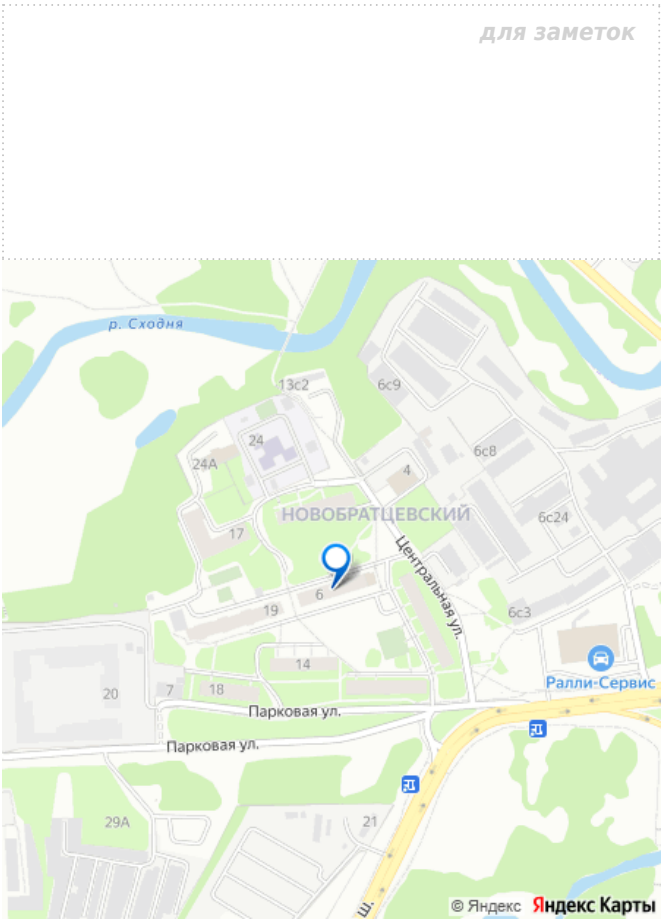 для заметок
р. Сходня
13с2
6с9
24
6с8
24А
4
НОВОБРАТЦЕВСКИЙ
6с24
17
Центральная ул.
6
19
6с3
14
Ралли-Сервис
7
18
20
Парковая ул.
Парковая ул.
29А
21
ш.
© Яндекс Яндекс Карты